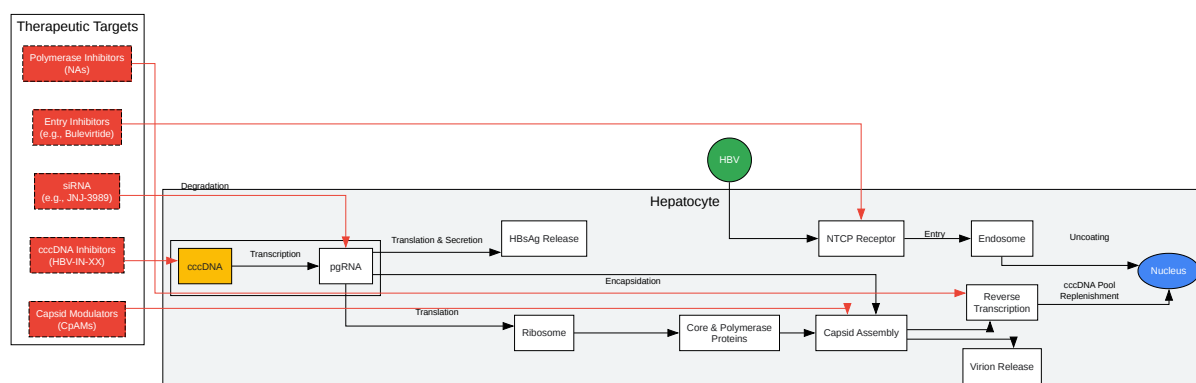 Therapeutic Targets
Polymerase Inhibitors
(NAs)
Entry Inhibitors
(e.g., Bulevirtide)
siRNA
(e.g., JNJ-3989)
cccDNA Inhibitors
(HBV-IN-XX)
Capsid Modulators
(CpAMs)
HBV
Degradation
Hepatocyte
cccDNA
Transcription
pgRNA
Translation & Secretion
HBsAg Release
NTCP Receptor
Entry
Endosome
Uncoating
Nucleus
Encapsidation
Reverse
Transcription
cccDNA Pool
Replenishment
Translation
Ribosome
Core & Polymerase
Proteins
Capsid Assembly
Virion Release